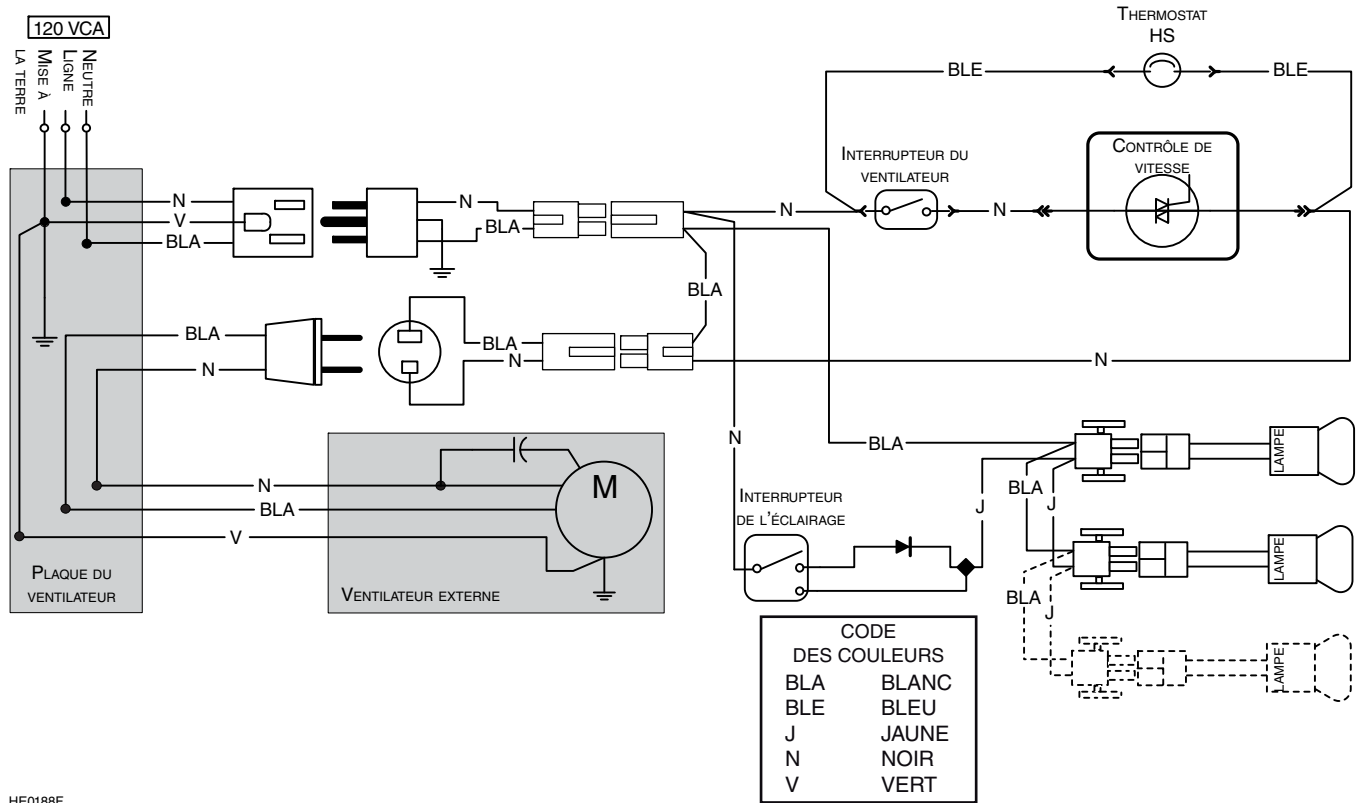 120 VCA
NEUTRE
LIGNE
MISE À
LA TERRE
THERMOSTAT
HS
BLE
BLE
INTERRUPTEUR DU
VENTILATEUR
CONTRÔLE DE
VITESSE
N
V
BLA
N
BLA
N
N
BLA
BLA
N
BLA
N
N
N
BLA
LAMPE
BLA
J
J
N
BLA
V
M
INTERRUPTEUR
DE L'ÉCLAIRAGE
LAMPE
BLA
J
LAMPE
PLAQUE DU
VENTILATEUR
VENTILATEUR EXTERNE
CODE
DES COULEURS
BLA BLANC
BLE BLEU
J JAUNE
N NOIR
V VERT
HE0188F